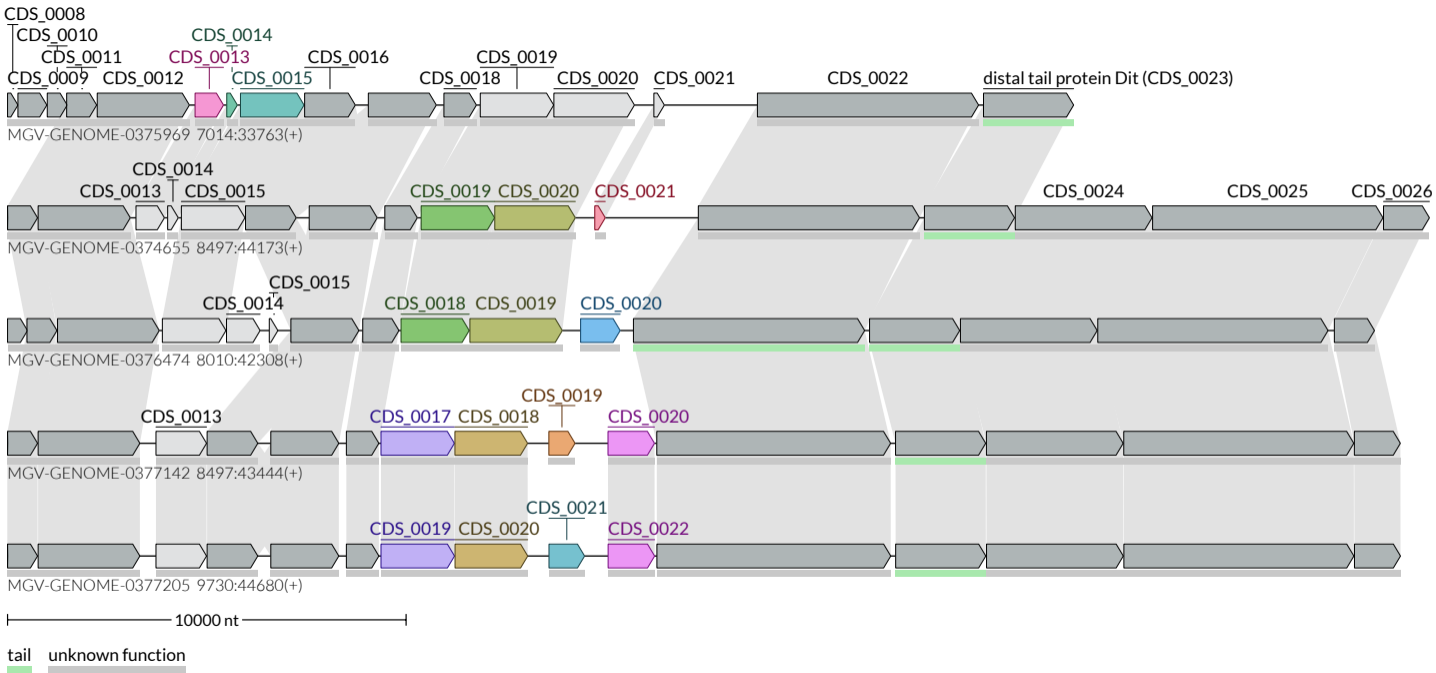 CDS_0008
CDS_0010 CDS_0014
CDS_0011 CDS_0013 CDS_0016 CDS_0019
CDS_0009 CDS_0012 CDS_0015 CDS_0018 CDS_0020 CDS_0021 CDS_0022 distal tail protein Dit (CDS_0023)
MGV-GENOME-0375969 7014:33763(+)
CDS_0014
CDS_0013 CDS_0015 CDS_0019 CDS_0020 CDS_0021 CDS_0024 CDS_0025 CDS_0026
MGV-GENOME-0374655 8497:44173(+)
CDS_0015
CDS_0014 CDS_0018 CDS_0019 CDS_0020
MGV-GENOME-0376474 8010:42308(+)
CDS_0019
CDS_0013 CDS_0017 CDS_0018 CDS_0020
MGV-GENOME-0377142 8497:43444(+)
CDS_0021
CDS_0019 CDS_0020 CDS_0022
MGV-GENOME-0377205 9730:44680(+)
10000 nt
tail unknown function